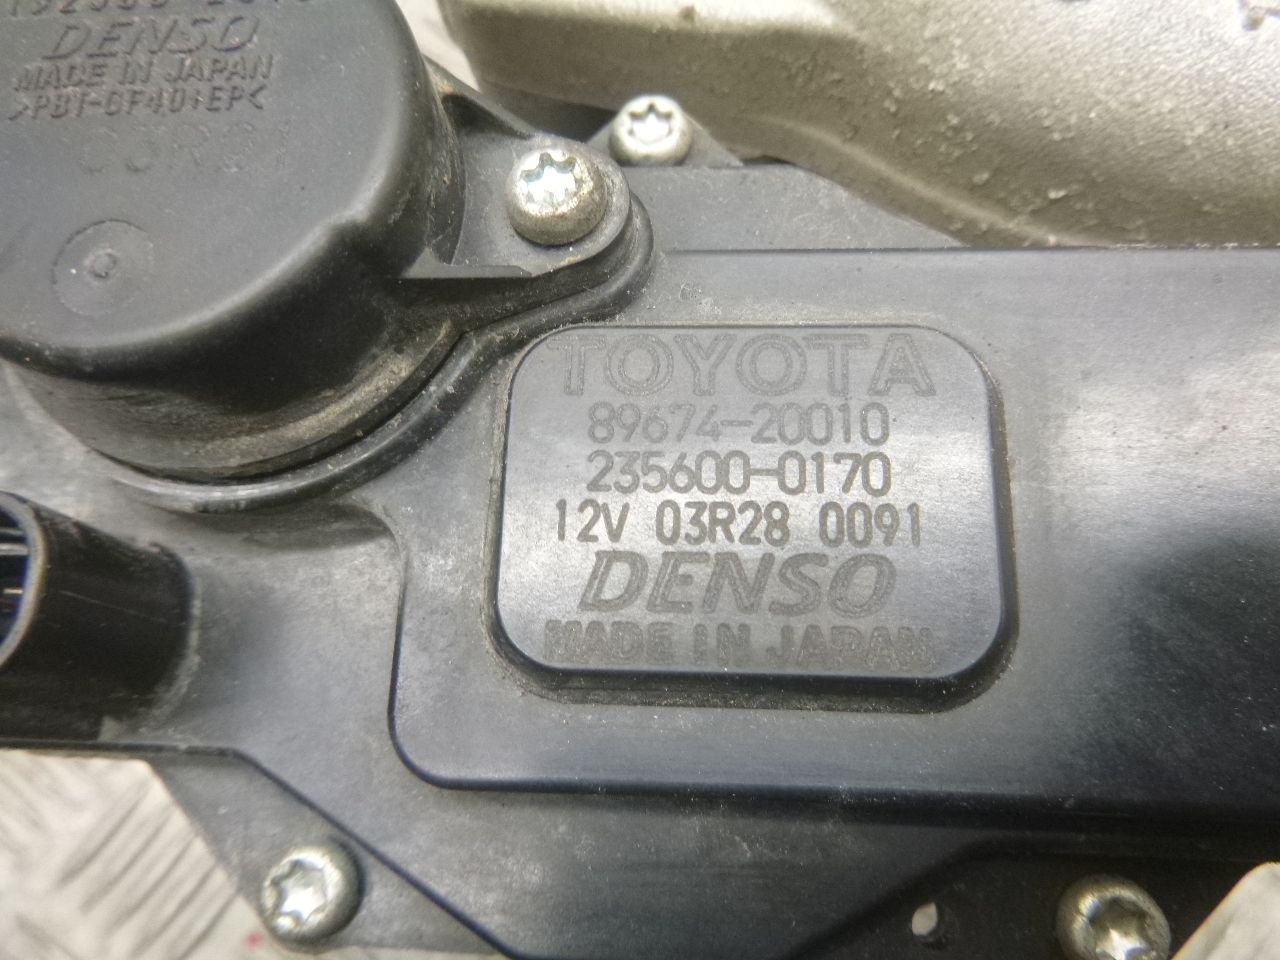 DENSO
MADE IN JAPAN
>PBT-GF40+EP<
TOYOTA
89674-20010
235600-0170
12V 03R28 0091
DENSO
MADE IN JAPAN